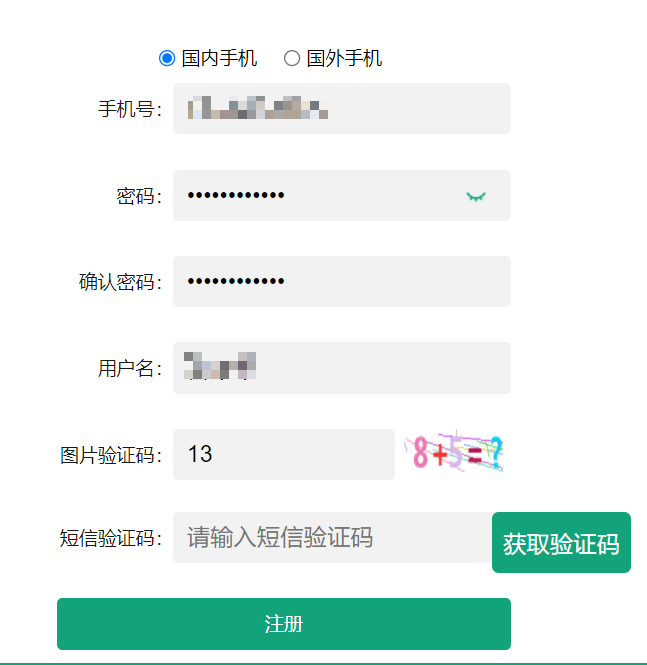 国内手机 国外手机
手机号：
密码： ••••••••••••
确认密码： ••••••••••••
用户名：
图片验证码： 13 8+5=?
短信验证码： 请输入短信验证码 获取验证码
注册